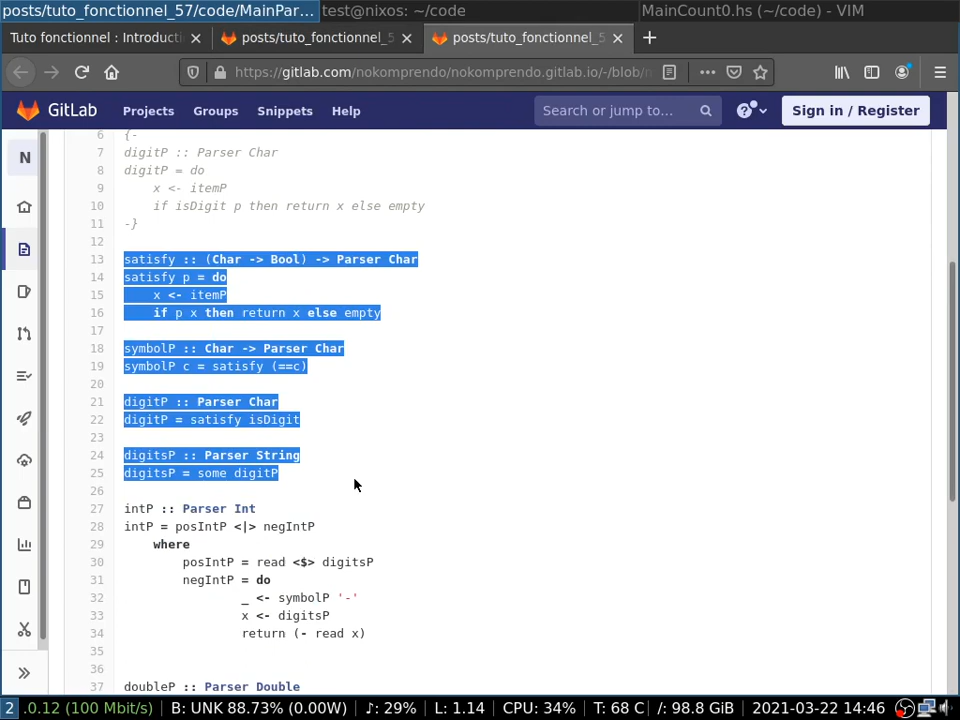 posts/tuto_fonctionnel_57/code/MainPar... test@nixos: ~/code MainCount0.hs (~/code) - VIM
Tuto fonctionnel : Introducti posts/tuto_fonctionnel_5 posts/tuto_fonctionnel_5
https://gitlab.com/nokomprendo/nokomprendo.gitlab.io/-/blob/
GitLab Projects Groups Snippets Help Search or jump to... Sign in / Register
N
6 {-
7 digitP :: Parser Char
8 digitP = do
9 x <- itemP
10 if isDigit p then return x else empty
11 -}
12
13 satisfy :: (Char -> Bool) -> Parser Char
14 satisfy p = do
15 x <- itemP
16 if p x then return x else empty
17
18 symbolP :: Char -> Parser Char
19 symbolP c = satisfy (==c)
20
21 digitP :: Parser Char
22 digitP = satisfy isDigit
23
24 digitsP :: Parser String
25 digitsP = some digitP
26
27 intP :: Parser Int
28 intP = posIntP <|> negIntP
29 where
30 posIntP = read <$> digitsP
31 negIntP = do
32 _ <- symbolP '-'
33 x <- digitsP
34 return (- read x)
35
36
37 doubleP :: Parser Double
2 .0.12 (100 Mbit/s) B: UNK 88.73% (0.00W) ♪: 29% L: 1.14 CPU: 34% T: 68 C /: 98.8 GiB 2021-03-22 14:46